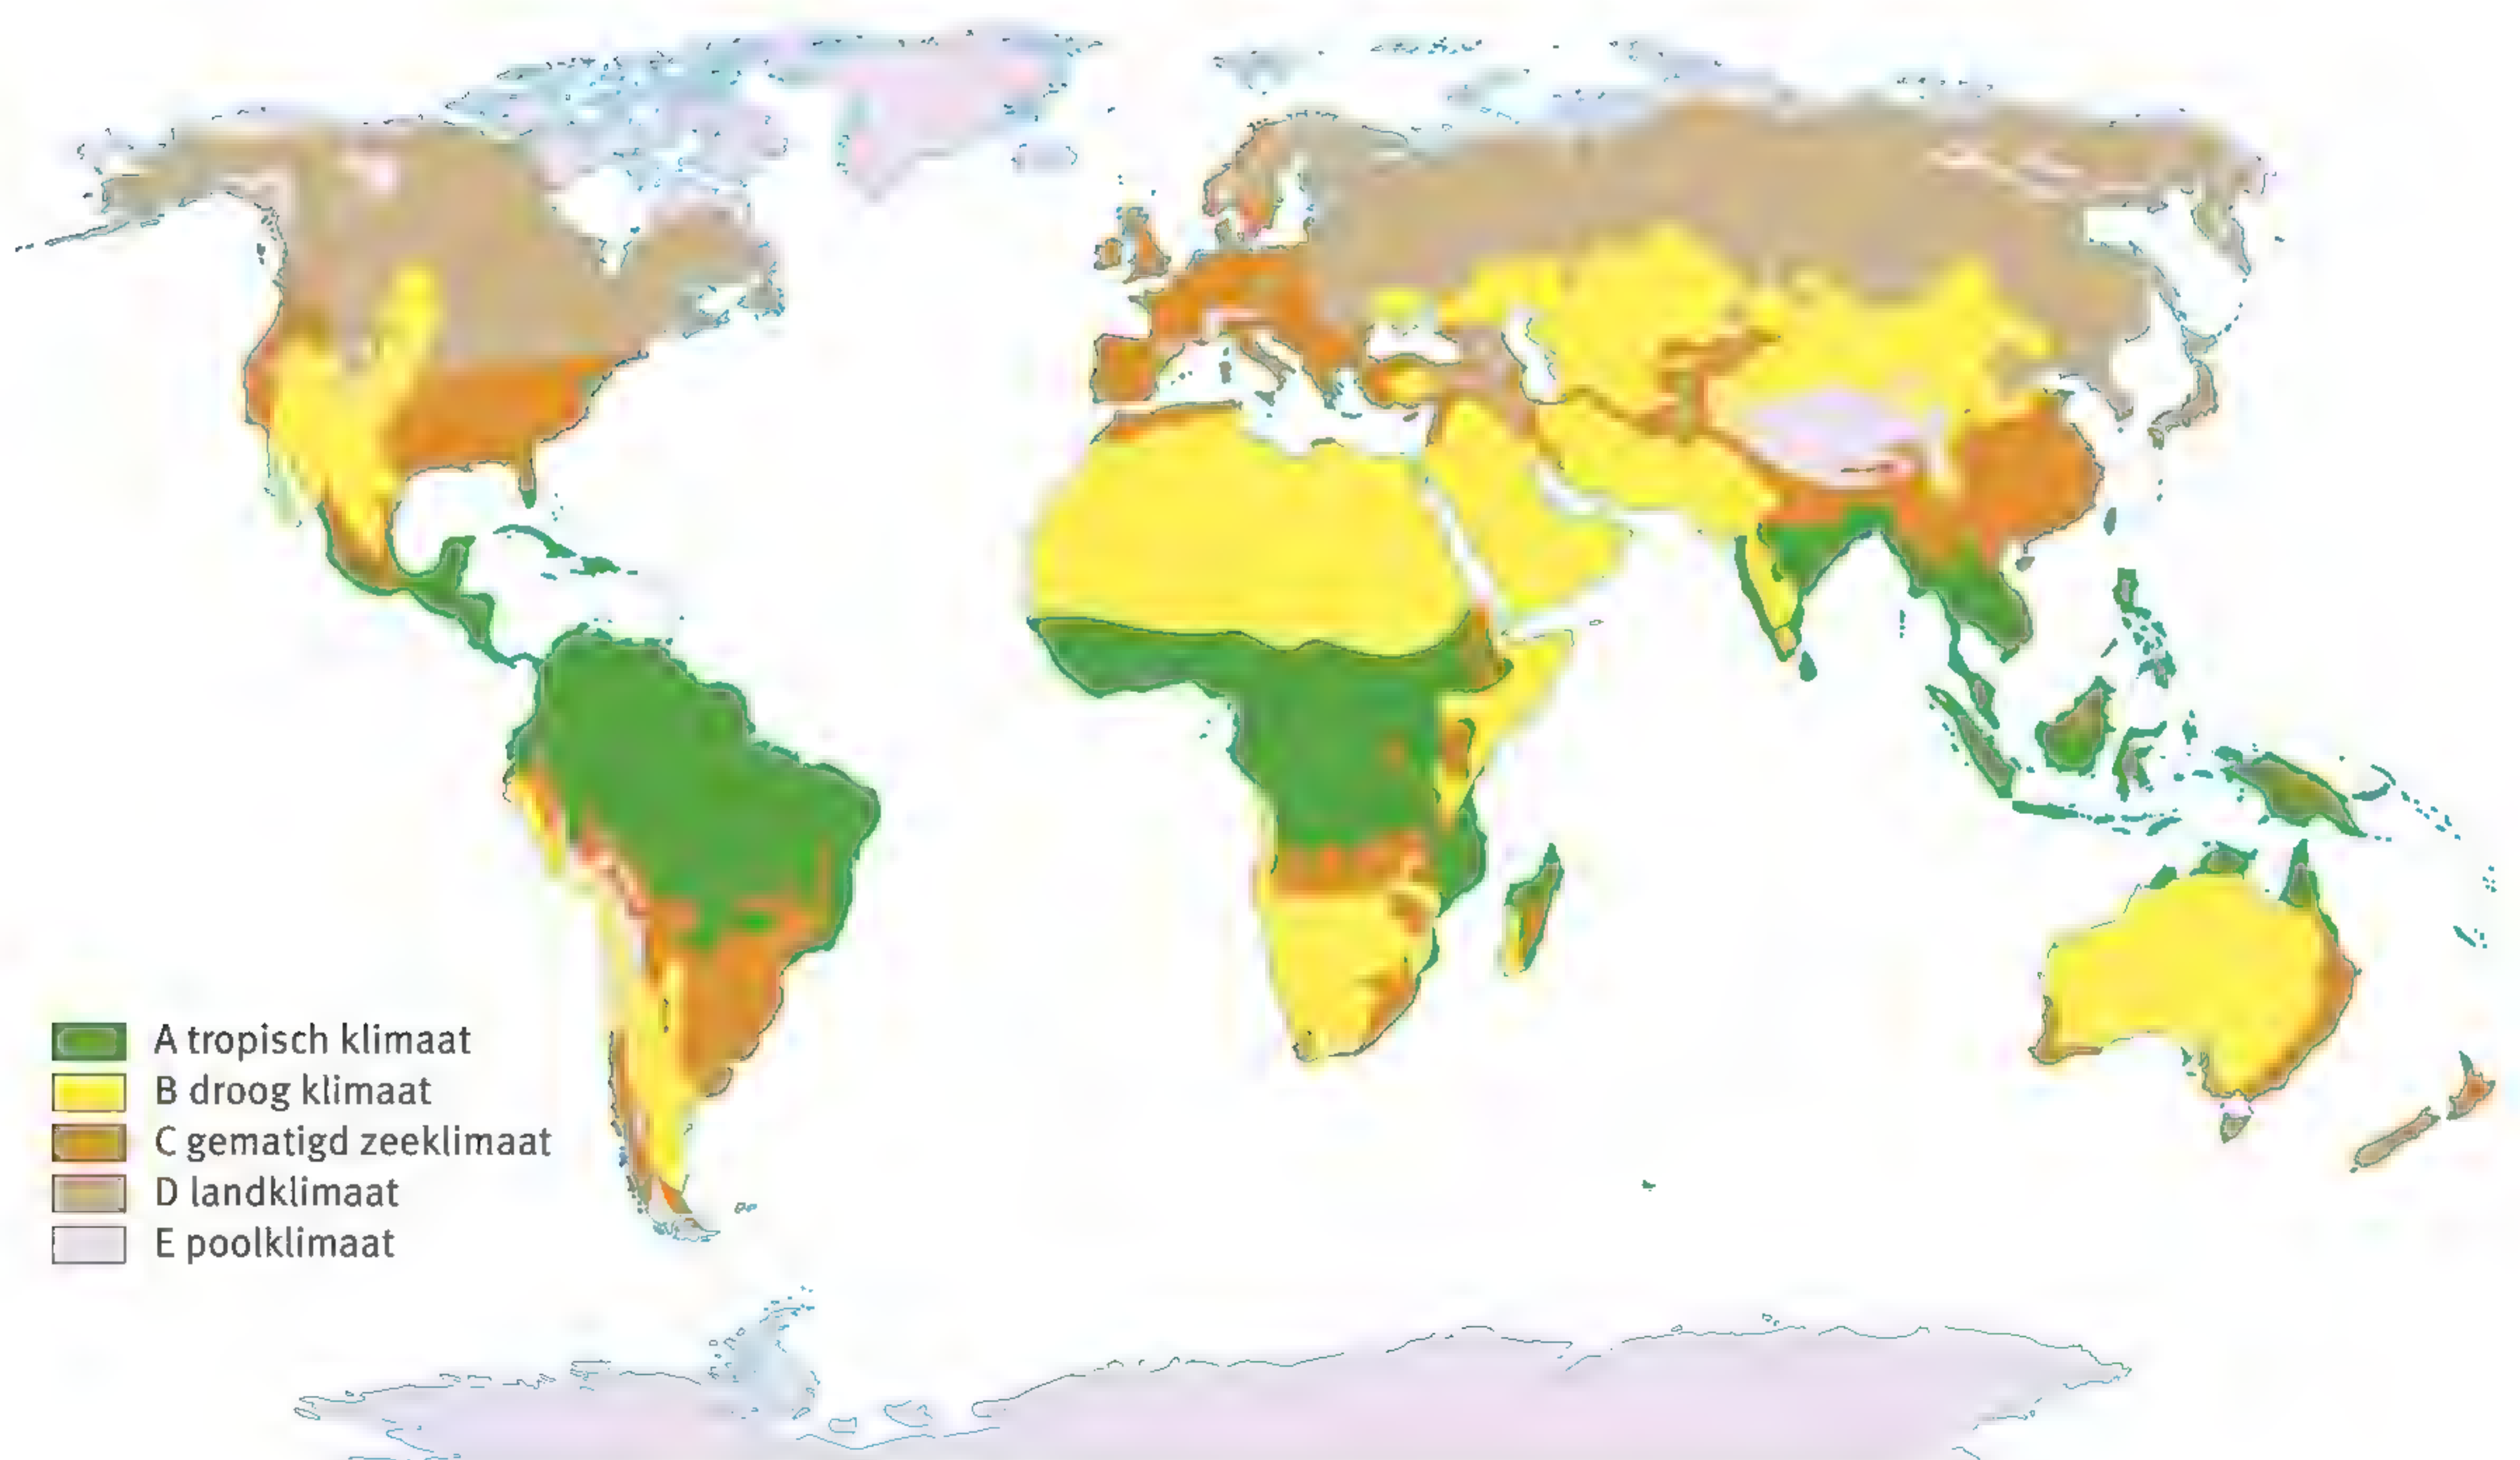 A tropisch klimaat
B droog klimaat
C gematigd zeeklimaat
D landklimaat
E poolklimaat